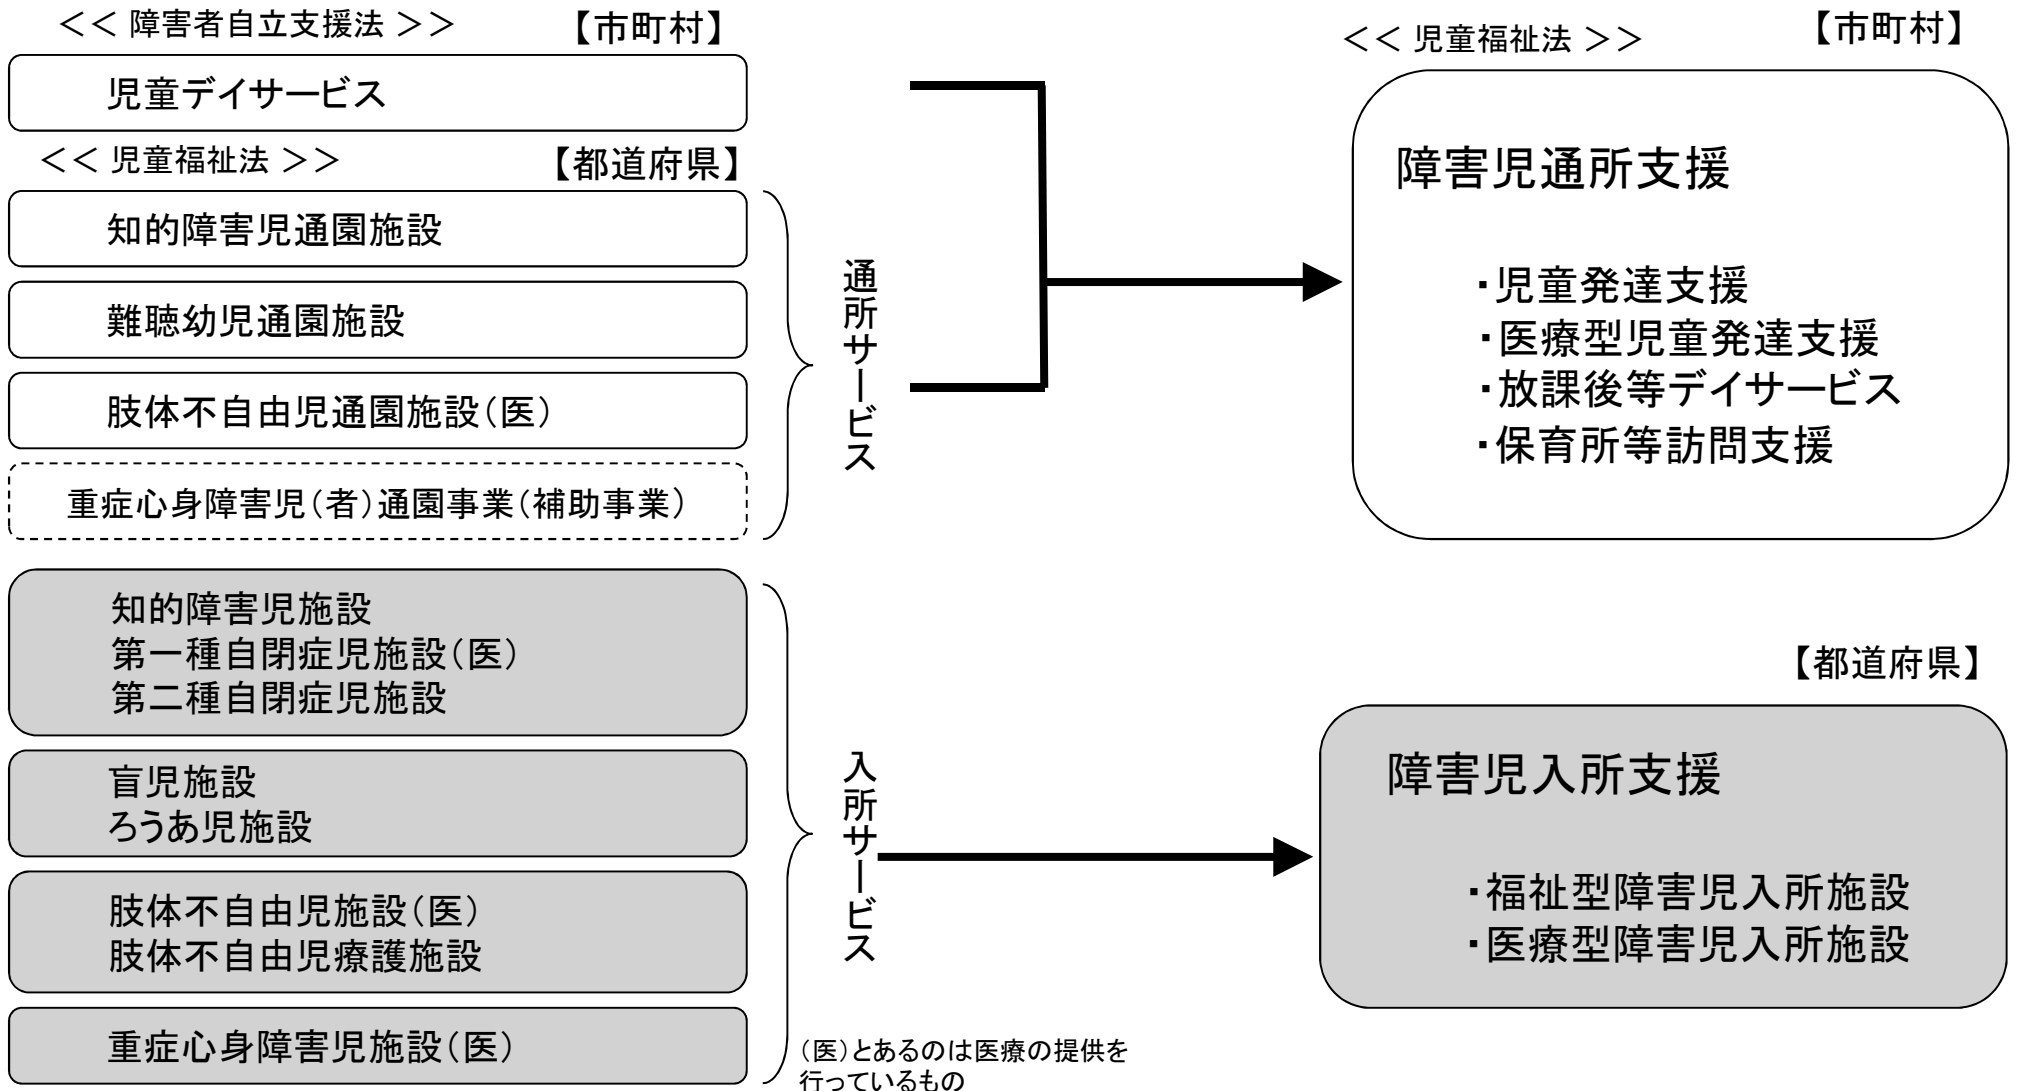 << 障害者自立支援法 >> 【市町村】
児童デイサービス
<< 児童福祉法 >> 【都道府県】
知的障害児通園施設
難聴幼児通園施設
肢体不自由児通園施設(医)
重症心身障害児(者)通園事業(補助事業)
通所サービス
知的障害児施設
第一種自閉症児施設(医)
第二種自閉症児施設
盲児施設
ろうあ児施設
肢体不自由児施設(医)
肢体不自由児療護施設
重症心身障害児施設(医)
入所サービス
(医)とあるのは医療の提供を
行っているもの
<< 児童福祉法 >> 【市町村】
障害児通所支援
・児童発達支援
・医療型児童発達支援
・放課後等デイサービス
・保育所等訪問支援
【都道府県】
障害児入所支援
・福祉型障害児入所施設
・医療型障害児入所施設